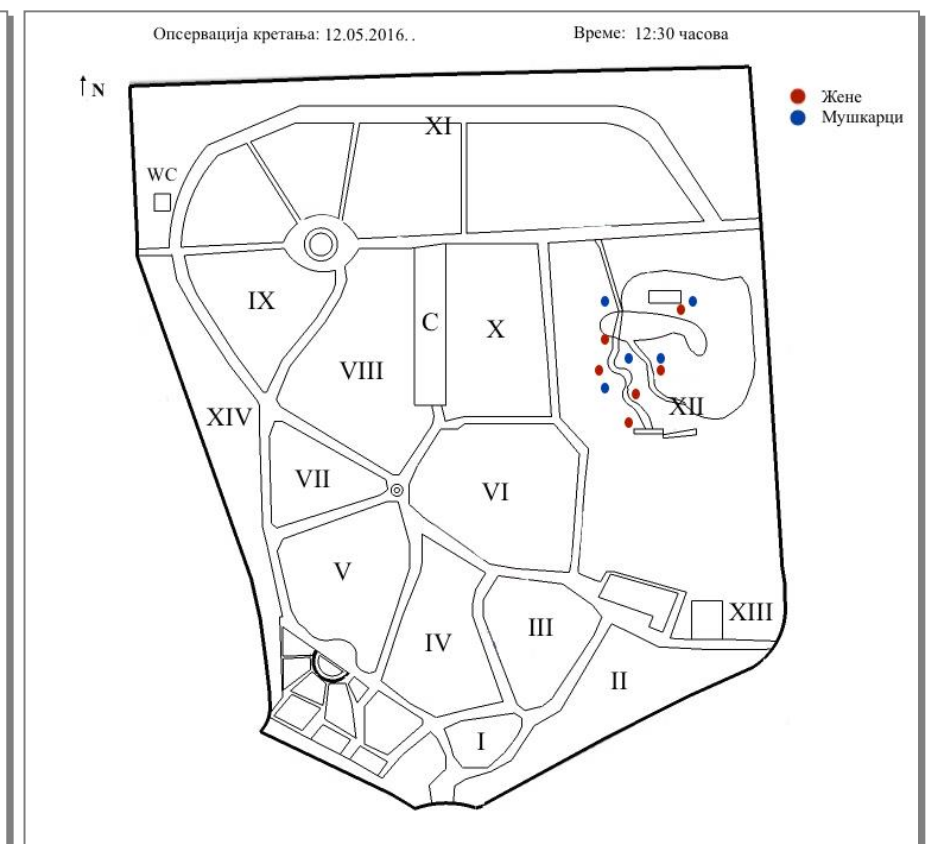 Опсервација кретања: 12.05.2016. .
Време: 12:30 часова
N
Жене
Мушкарци
XI
WC
IX
C
X
VIII
XII
XIV
VII
VI
V
XIII
III
IV
II
I